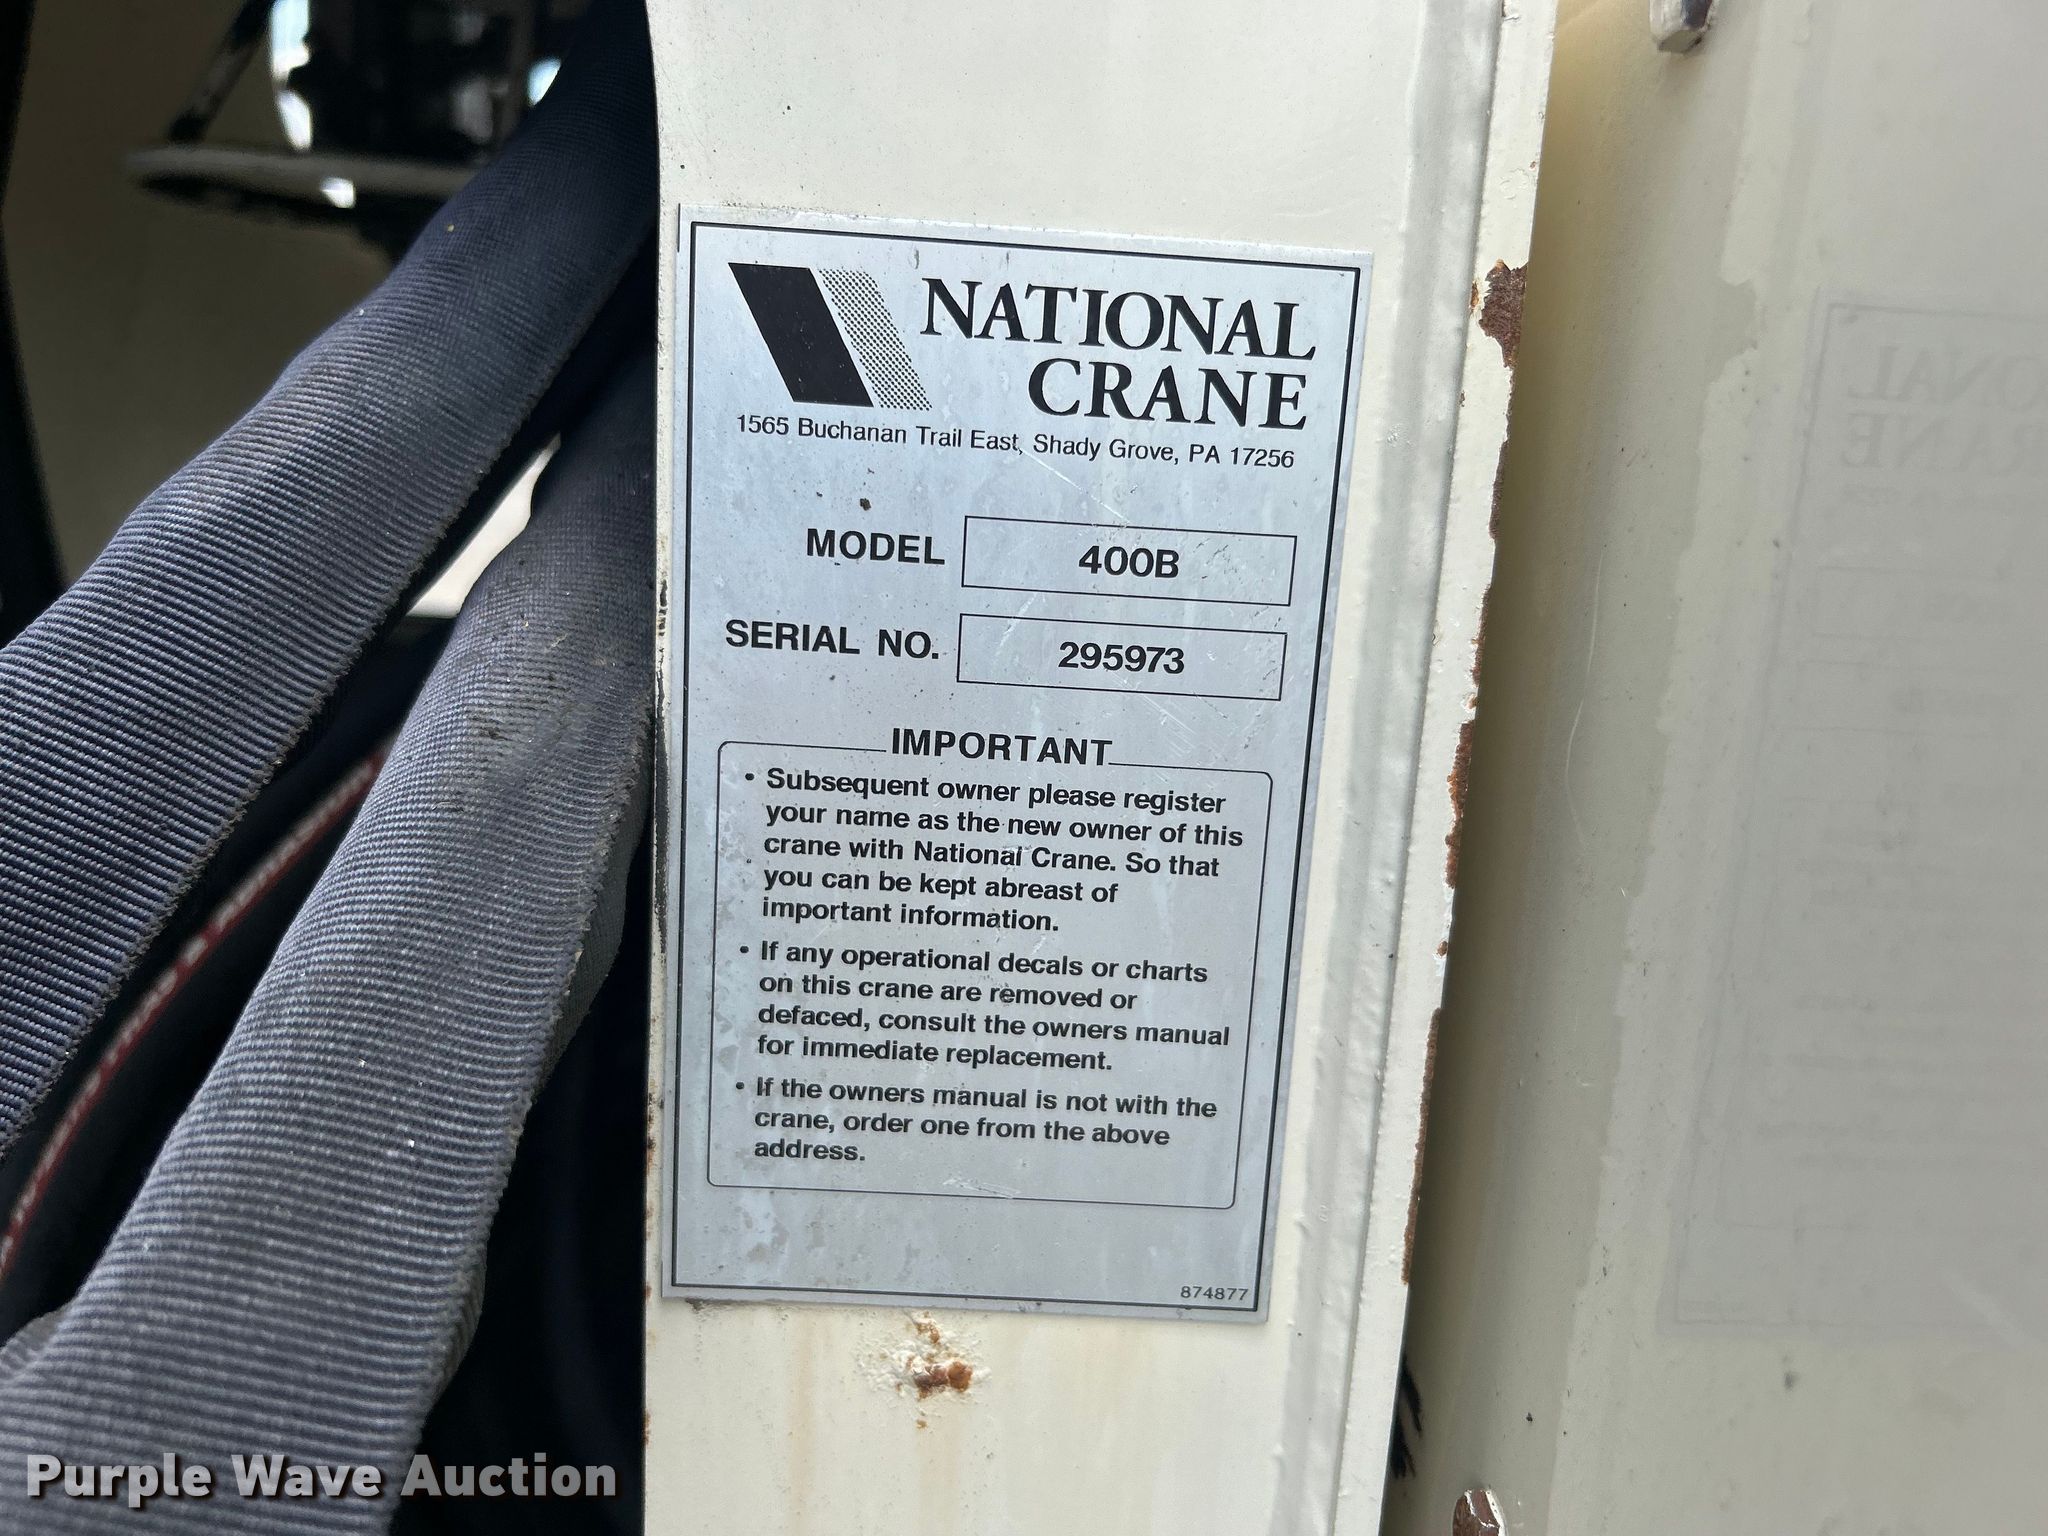 NATIONAL
CRANE
1565 Buchanan Trail East, Shady Grove, PA 17256
MODEL 400B
SERIAL NO. 295973
IMPORTANT
• Subsequent owner please register
your name as the new owner of this
crane with National Crane. So that
you can be kept abreast of
important information.
• If any operational decals or charts
on this crane are removed or
defaced, consult the owners manual
for immediate replacement.
• If the owners manual is not with the
crane, order one from the above
address.
874877
Purple Wave Auction